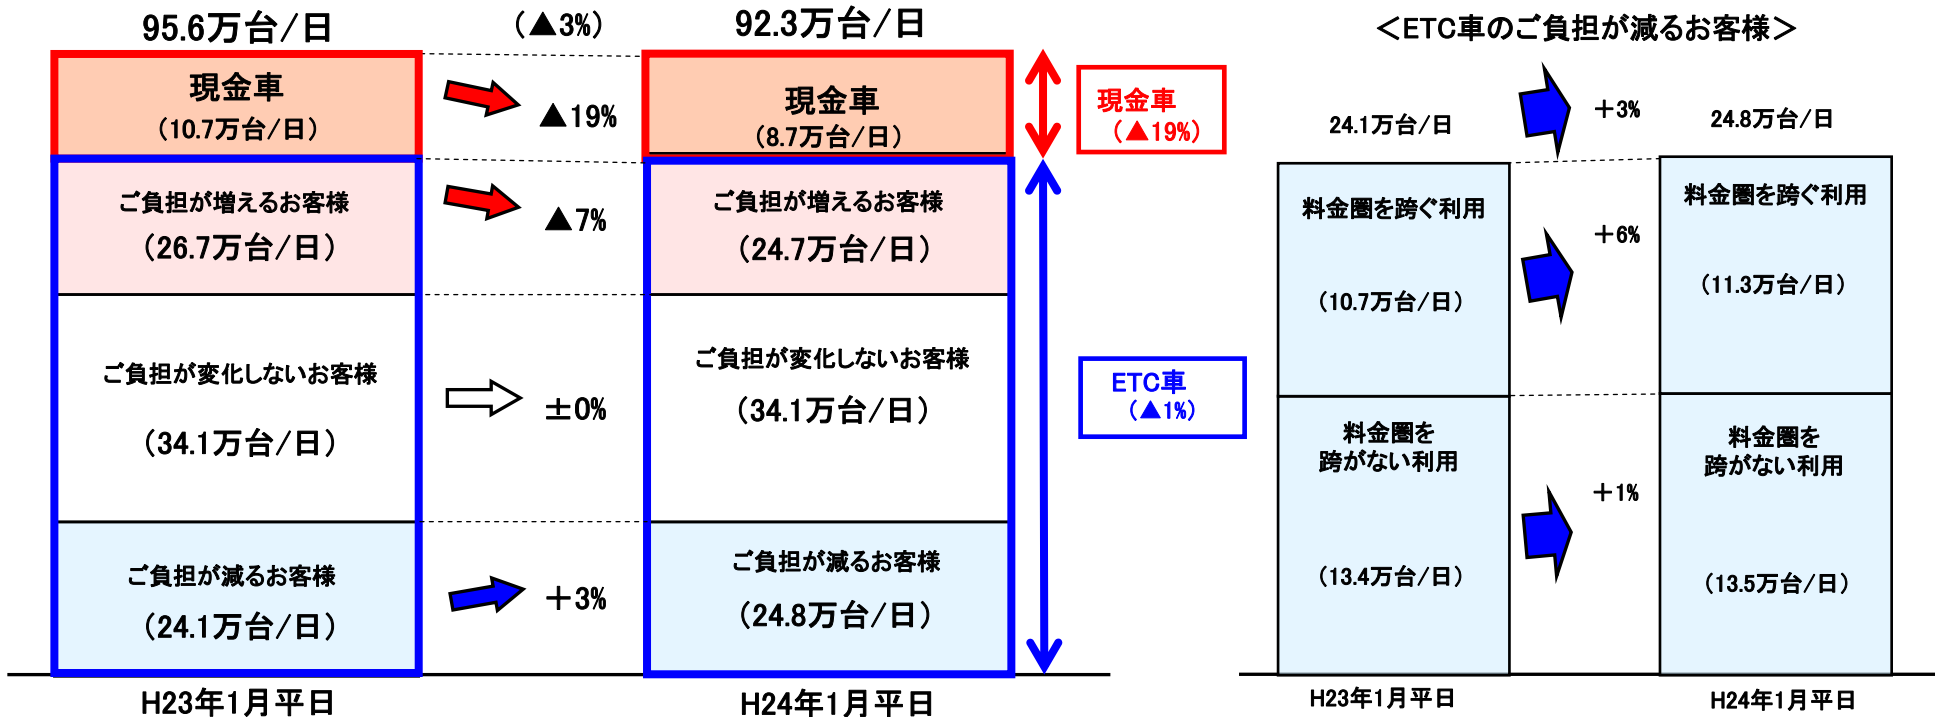 95.6万台/日
(▲3%)
92.3万台/日
現金車
(10.7万台/日)
▲19%
現金車
(8.7万台/日)
現金車
(▲19%)
ご負担が増えるお客様
(26.7万台/日)
▲7%
ご負担が増えるお客様
(24.7万台/日)
ご負担が変化しないお客様
(34.1万台/日)
±0%
ご負担が変化しないお客様
(34.1万台/日)
ETC車
(▲1%)
ご負担が減るお客様
(24.1万台/日)
+3%
ご負担が減るお客様
(24.8万台/日)
H23年1月平日
H24年1月平日
<ETC車のご負担が減るお客様>
24.1万台/日
+3%
24.8万台/日
料金圏を跨ぐ利用
(10.7万台/日)
+6%
料金圏を跨ぐ利用
(11.3万台/日)
料金圏を
跨がない利用
(13.4万台/日)
+1%
料金圏を
跨がない利用
(13.5万台/日)
H23年1月平日
H24年1月平日